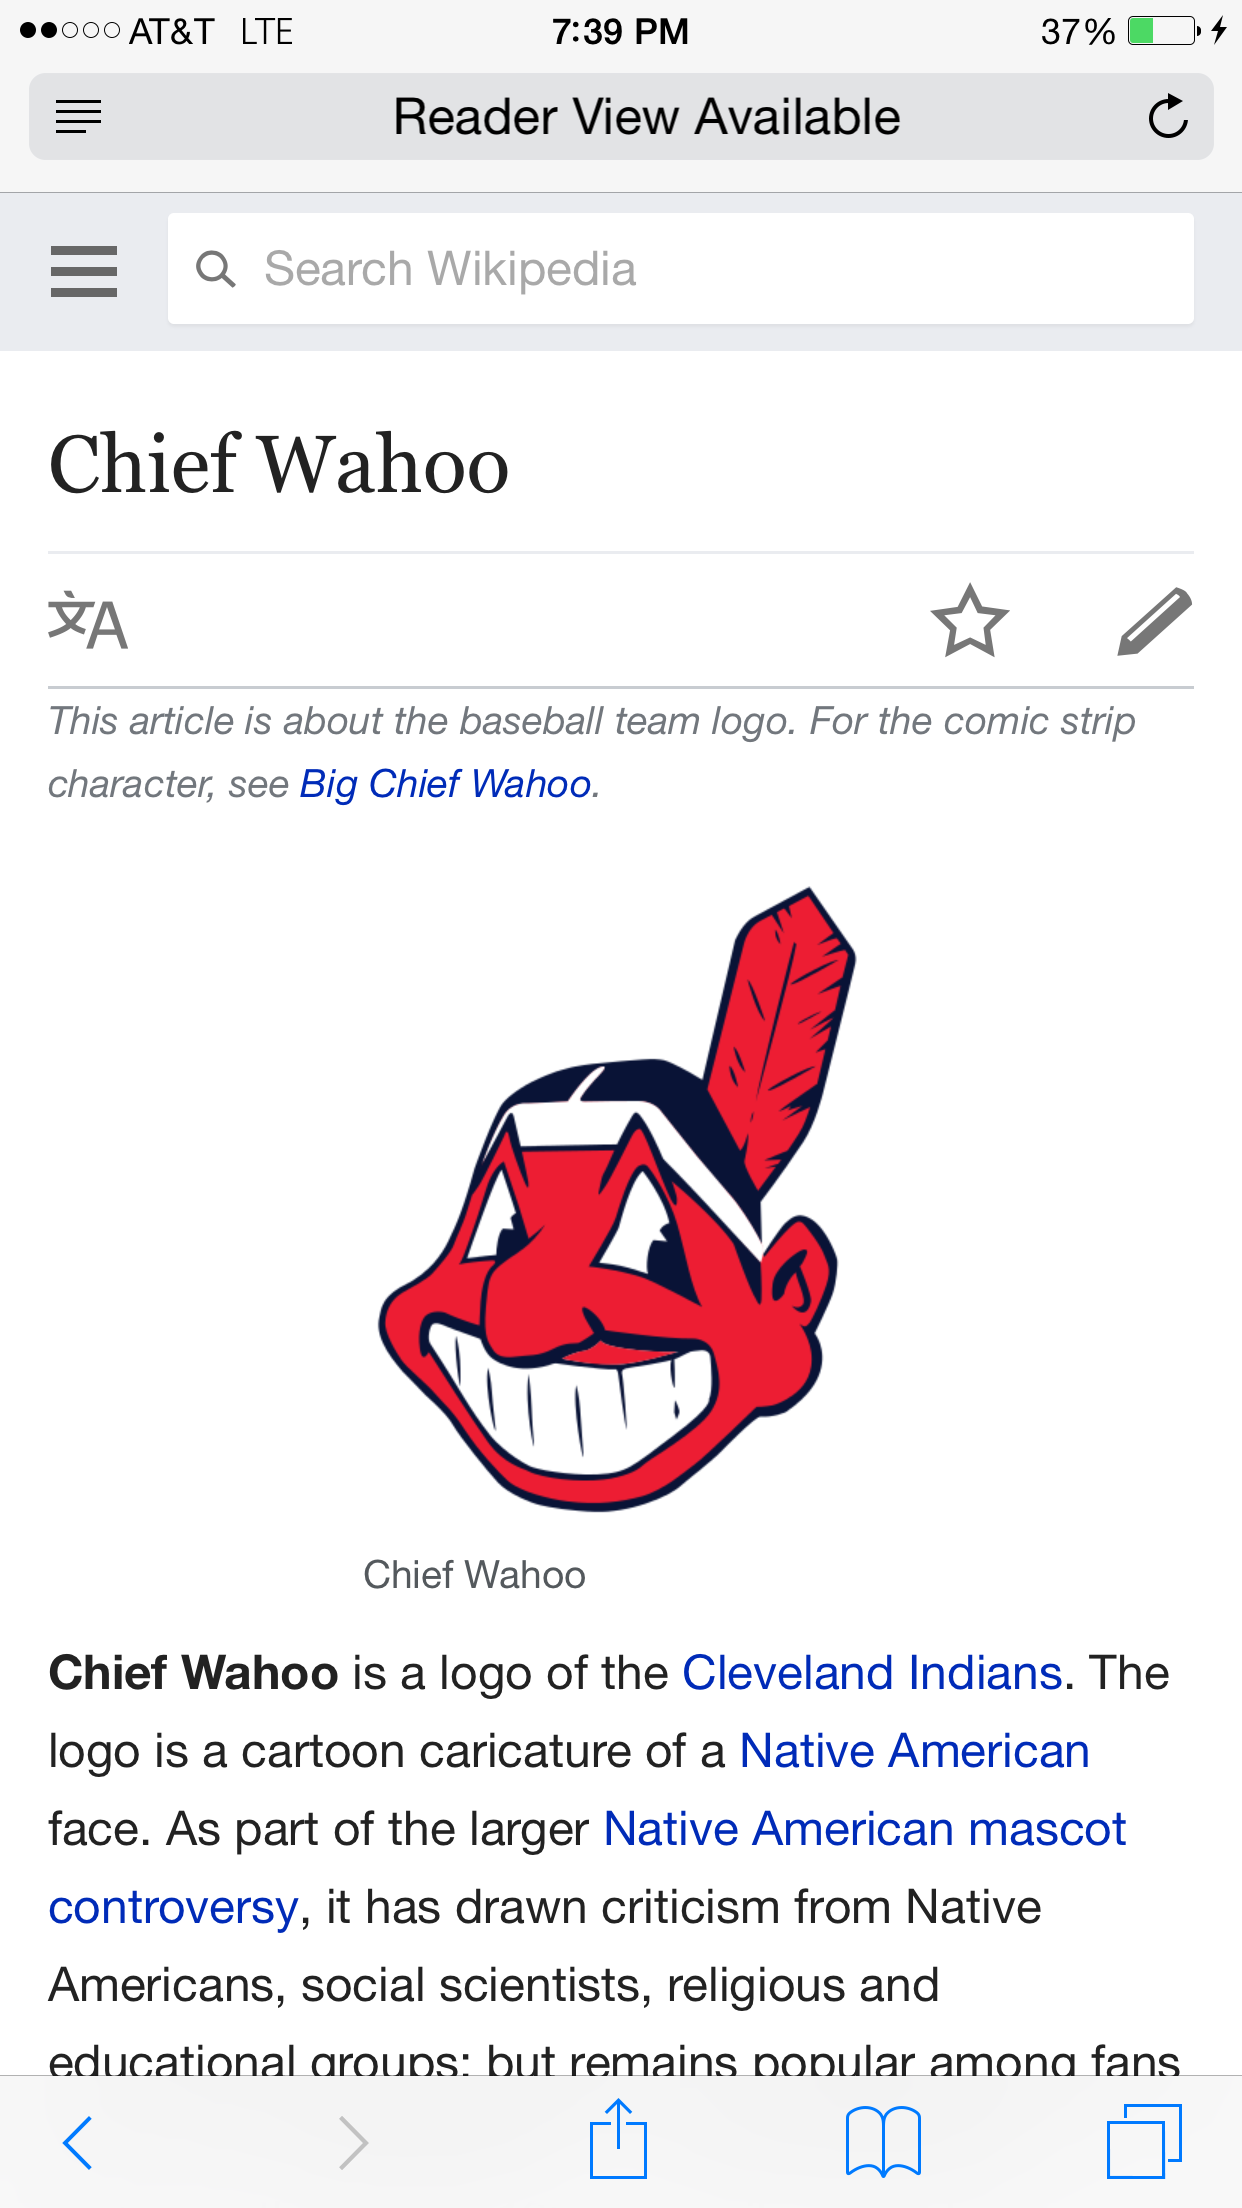 AT&T LTE 7:39 PM 37%
Reader View Available
Search Wikipedia
Chief Wahoo
文A
This article is about the baseball team logo. For the comic strip
character, see Big Chief Wahoo.
Chief Wahoo
Chief Wahoo is a logo of the Cleveland Indians. The
logo is a cartoon caricature of a Native American
face. As part of the larger Native American mascot
controversy, it has drawn criticism from Native
Americans, social scientists, religious and
educational groups; but remains popular among fans